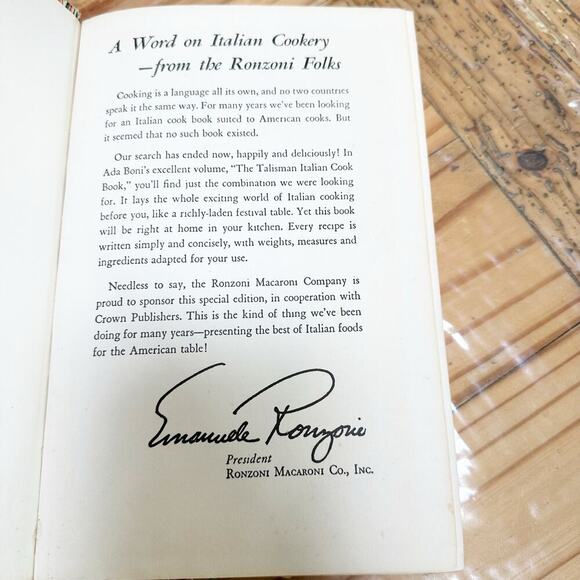 A Word on Italian Cookery
—from the Ronzoni Folks
Cooking is a language all its own, and no two countries
speak it the same way. For many years we've been looking
for an Italian cook book suited to American cooks. But
it seemed that no such book existed.
Our search has ended now, happily and deliciously! In
Ada Boni's excellent volume, "The Talisman Italian Cook
Book," you'll find just the combination we were looking
for. It lays the whole exciting world of Italian cooking
before you, like a richly-laden festival table. Yet this book
will be right at home in your kitchen. Every recipe is
written simply and concisely, with weights, measures and
ingredients adapted for your use.
Needless to say, the Ronzoni Macaroni Company is
proud to sponsor this special edition, in cooperation with
Crown Publishers. This is the kind of thng we've been
doing for many years—presenting the best of Italian foods
for the American table!
Emanuele Ronzoni
President
Ronzoni Macaroni Co., Inc.